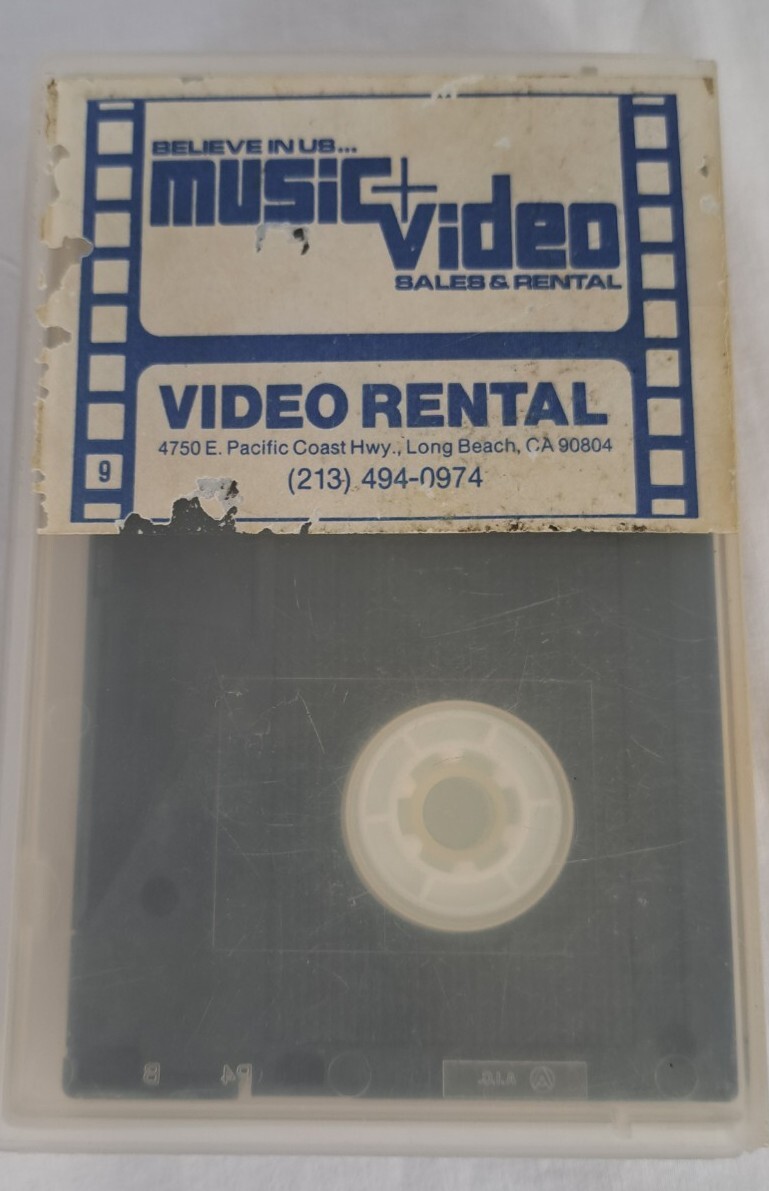 BELIEVE IN US...
music+
video
SALES & RENTAL
VIDEO RENTAL
4750 E. Pacific Coast Hwy., Long Beach, CA 90804
(213) 494-0974
9